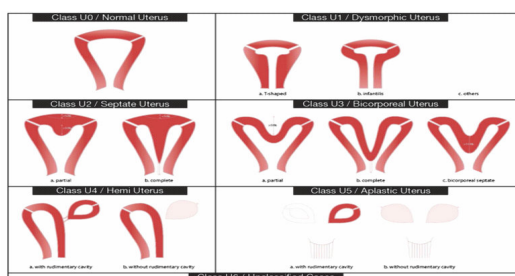 Class U0 / Normal Uterus
Class U1 / Dysmorphic Uterus
a. T-shaped
b. infantilis
c. others
Class U2 / Septate Uterus
Class U3 / Bicorporeal Uterus
a. partial
b. complete
a. partial
b. complete
c. bicorporeal septate
Class U4 / Hemi Uterus
Class U5 / Aplastic Uterus
a. with rudimentary cavity
b. without rudimentary cavity
a. with rudimentary cavity
b. without rudimentary cavity